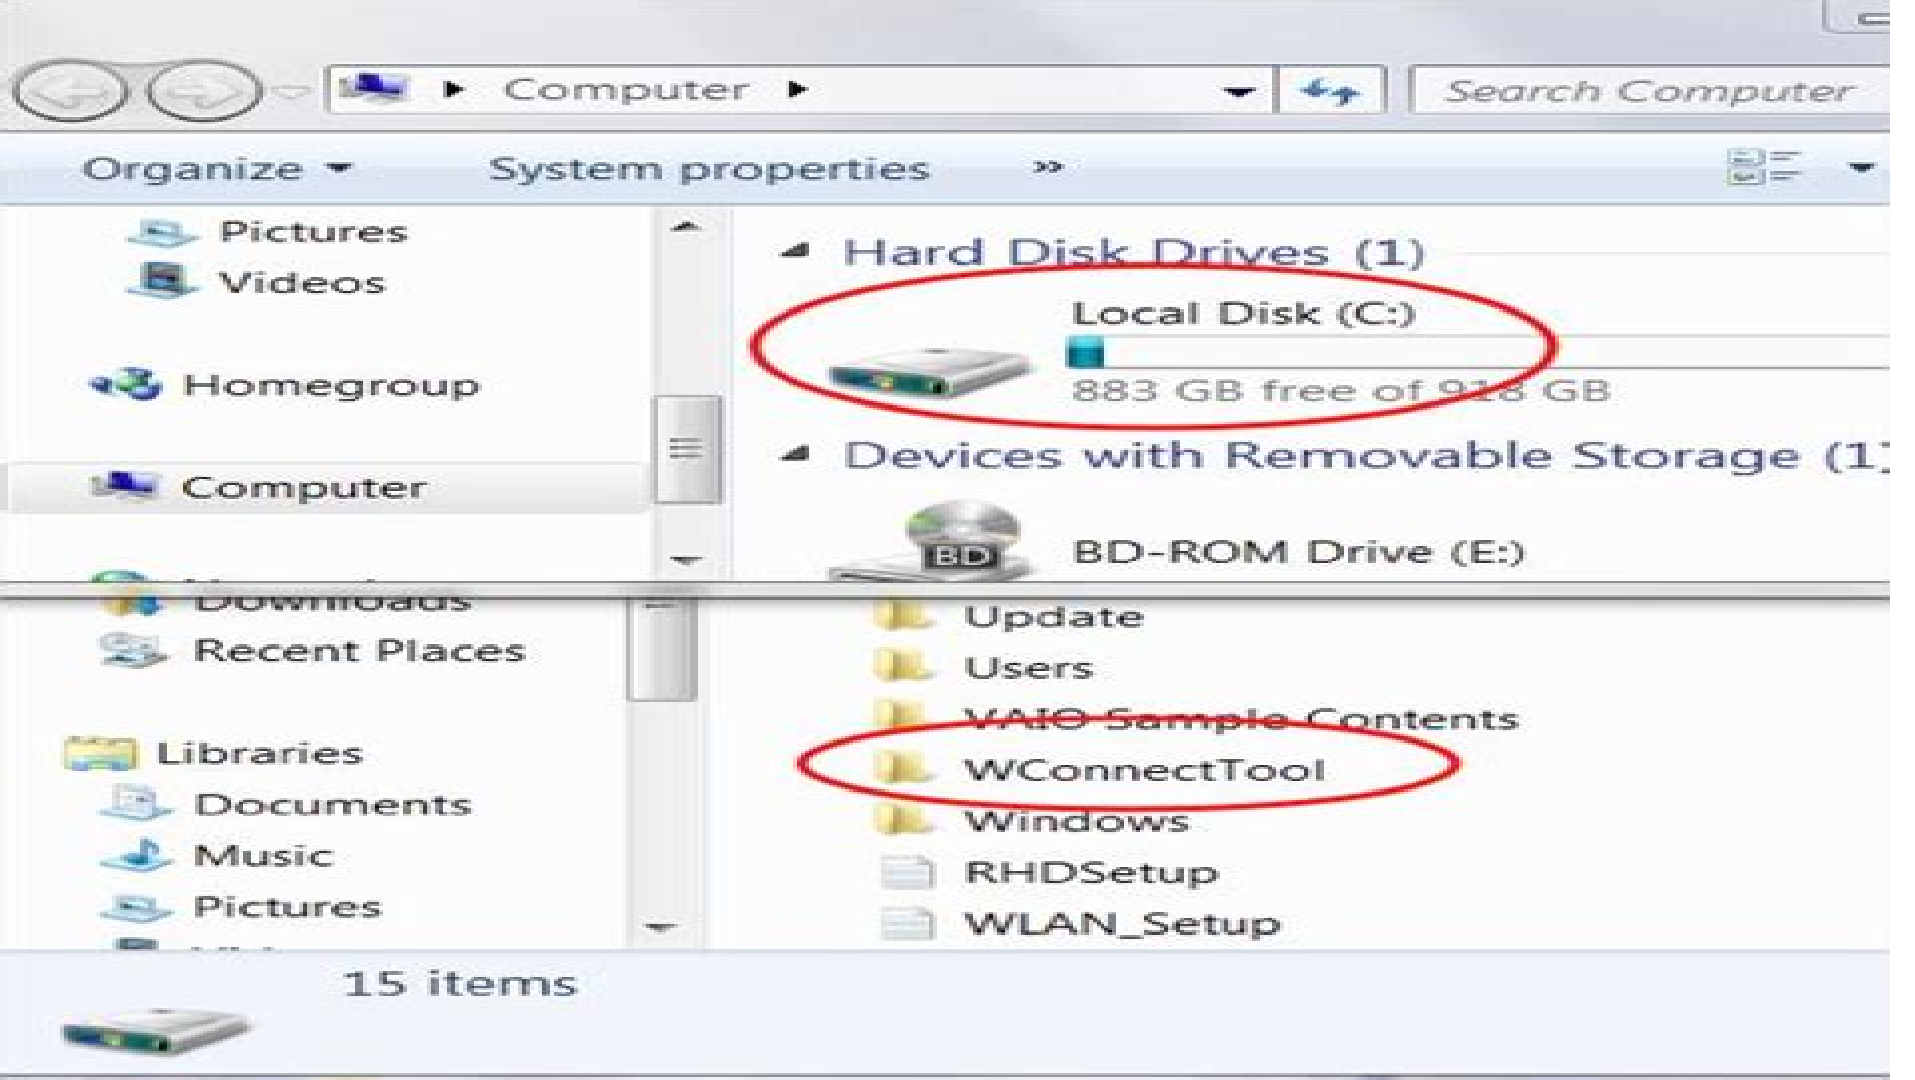 Computer
Search Computer
Organize
System properties
»
Pictures
Videos
Homegroup
Computer
Hard Disk Drives (1)
Local Disk (C:)
883 GB free of 918 GB
Devices with Removable Storage (1)
BD
BD-ROM Drive (E:)
Downloads
Recent Places
Libraries
Documents
Music
Pictures
Update
Users
VAIO Sample Contents
WConnectTool
Windows
RHDSetup
WLAN_Setup
15 items